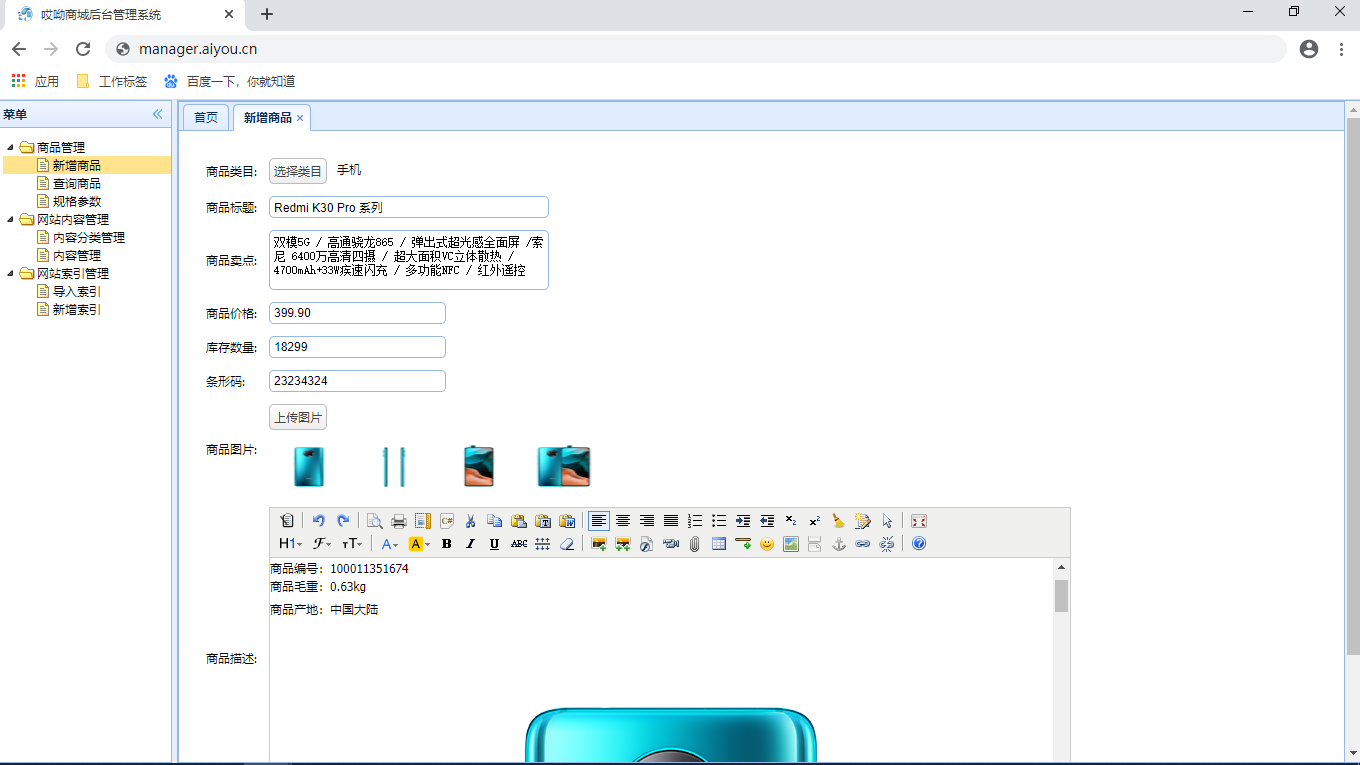 哎呦商城后台管理系统
manager.aiyou.cn
应用 工作标签 百度一下，你就知道
菜单
首页 新增商品
商品管理
新增商品
查询商品
规格参数
网站内容管理
内容分类管理
内容管理
网站索引管理
导入索引
新增索引
商品类目: 选择类目 手机
商品标题: Redmi K30 Pro 系列
商品卖点:
双模5G / 高通骁龙865 / 弹出式超光感全面屏 /索
尼 6400万高清四摄 / 超大面积VC立体散热 /
4700mAh+33W疾速闪充 / 多功能NFC / 红外遥控
商品价格: 399.90
库存数量: 18299
条形码: 23234324
上传图片
商品图片:
商品描述:
商品编号：100011351674
商品毛重：0.63kg
商品产地：中国大陆